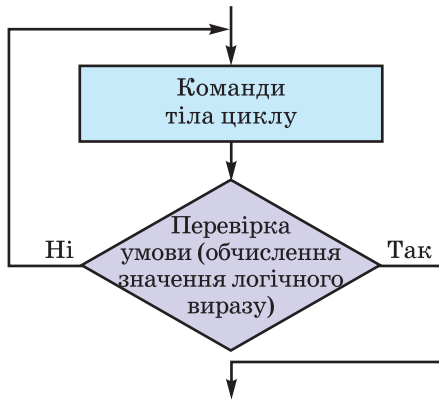 Команди
тіла циклу
Перевірка
умови (обчислення
значення логічного
виразу)
Ні
Так